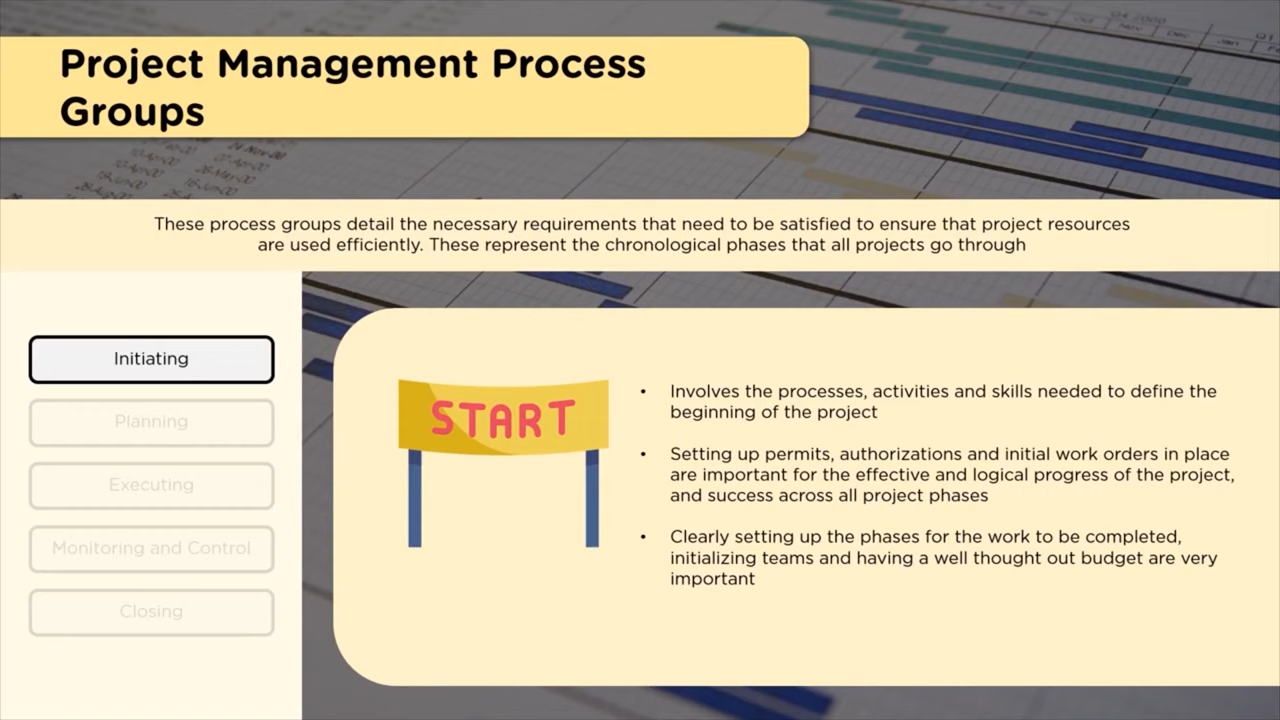 Project Management Process
Groups
These process groups detail the necessary requirements that need to be satisfied to ensure that project resources
are used efficiently. These represent the chronological phases that all projects go through
Initiating
Planning
Executing
Monitoring and Control
Closing
START
• Involves the processes, activities and skills needed to define the
beginning of the project
• Setting up permits, authorizations and initial work orders in place
are important for the effective and logical progress of the project,
and success across all project phases
• Clearly setting up the phases for the work to be completed,
initializing teams and having a well thought out budget are very
important